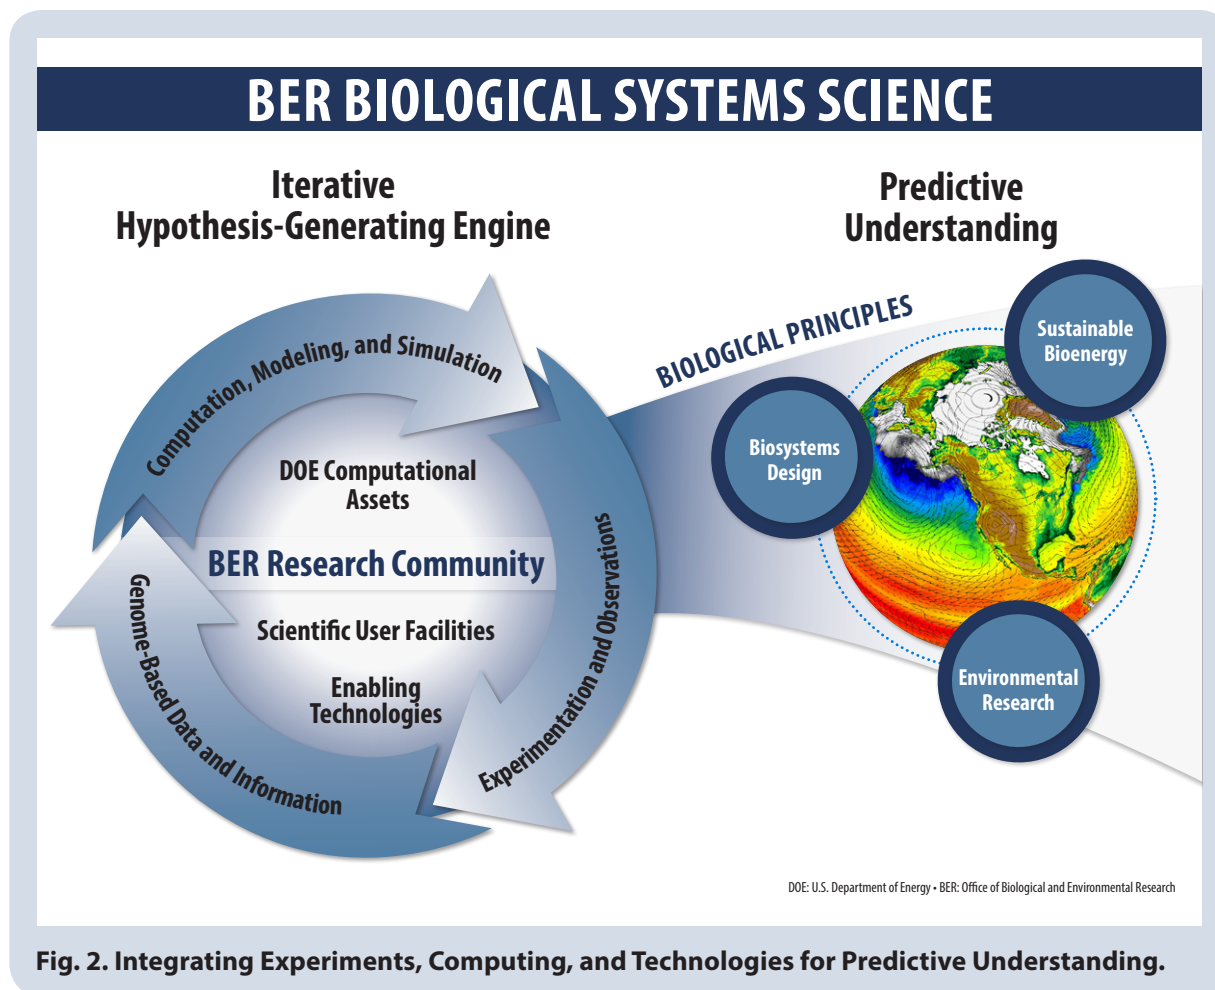 BER BIOLOGICAL SYSTEMS SCIENCE
Iterative
Hypothesis-Generating Engine
Computation, Modeling, and Simulation
Experimentation and Observations
Genome-Based Data and Information
DOE Computational
Assets
BER Research Community
Scientific User Facilities
Enabling
Technologies
Predictive
Understanding
BIOLOGICAL PRINCIPLES
Sustainable
Bioenergy
Biosystems
Design
Environmental
Research
DOE: U.S. Department of Energy • BER: Office of Biological and Environmental Research
Fig. 2. Integrating Experiments, Computing, and Technologies for Predictive Understanding.